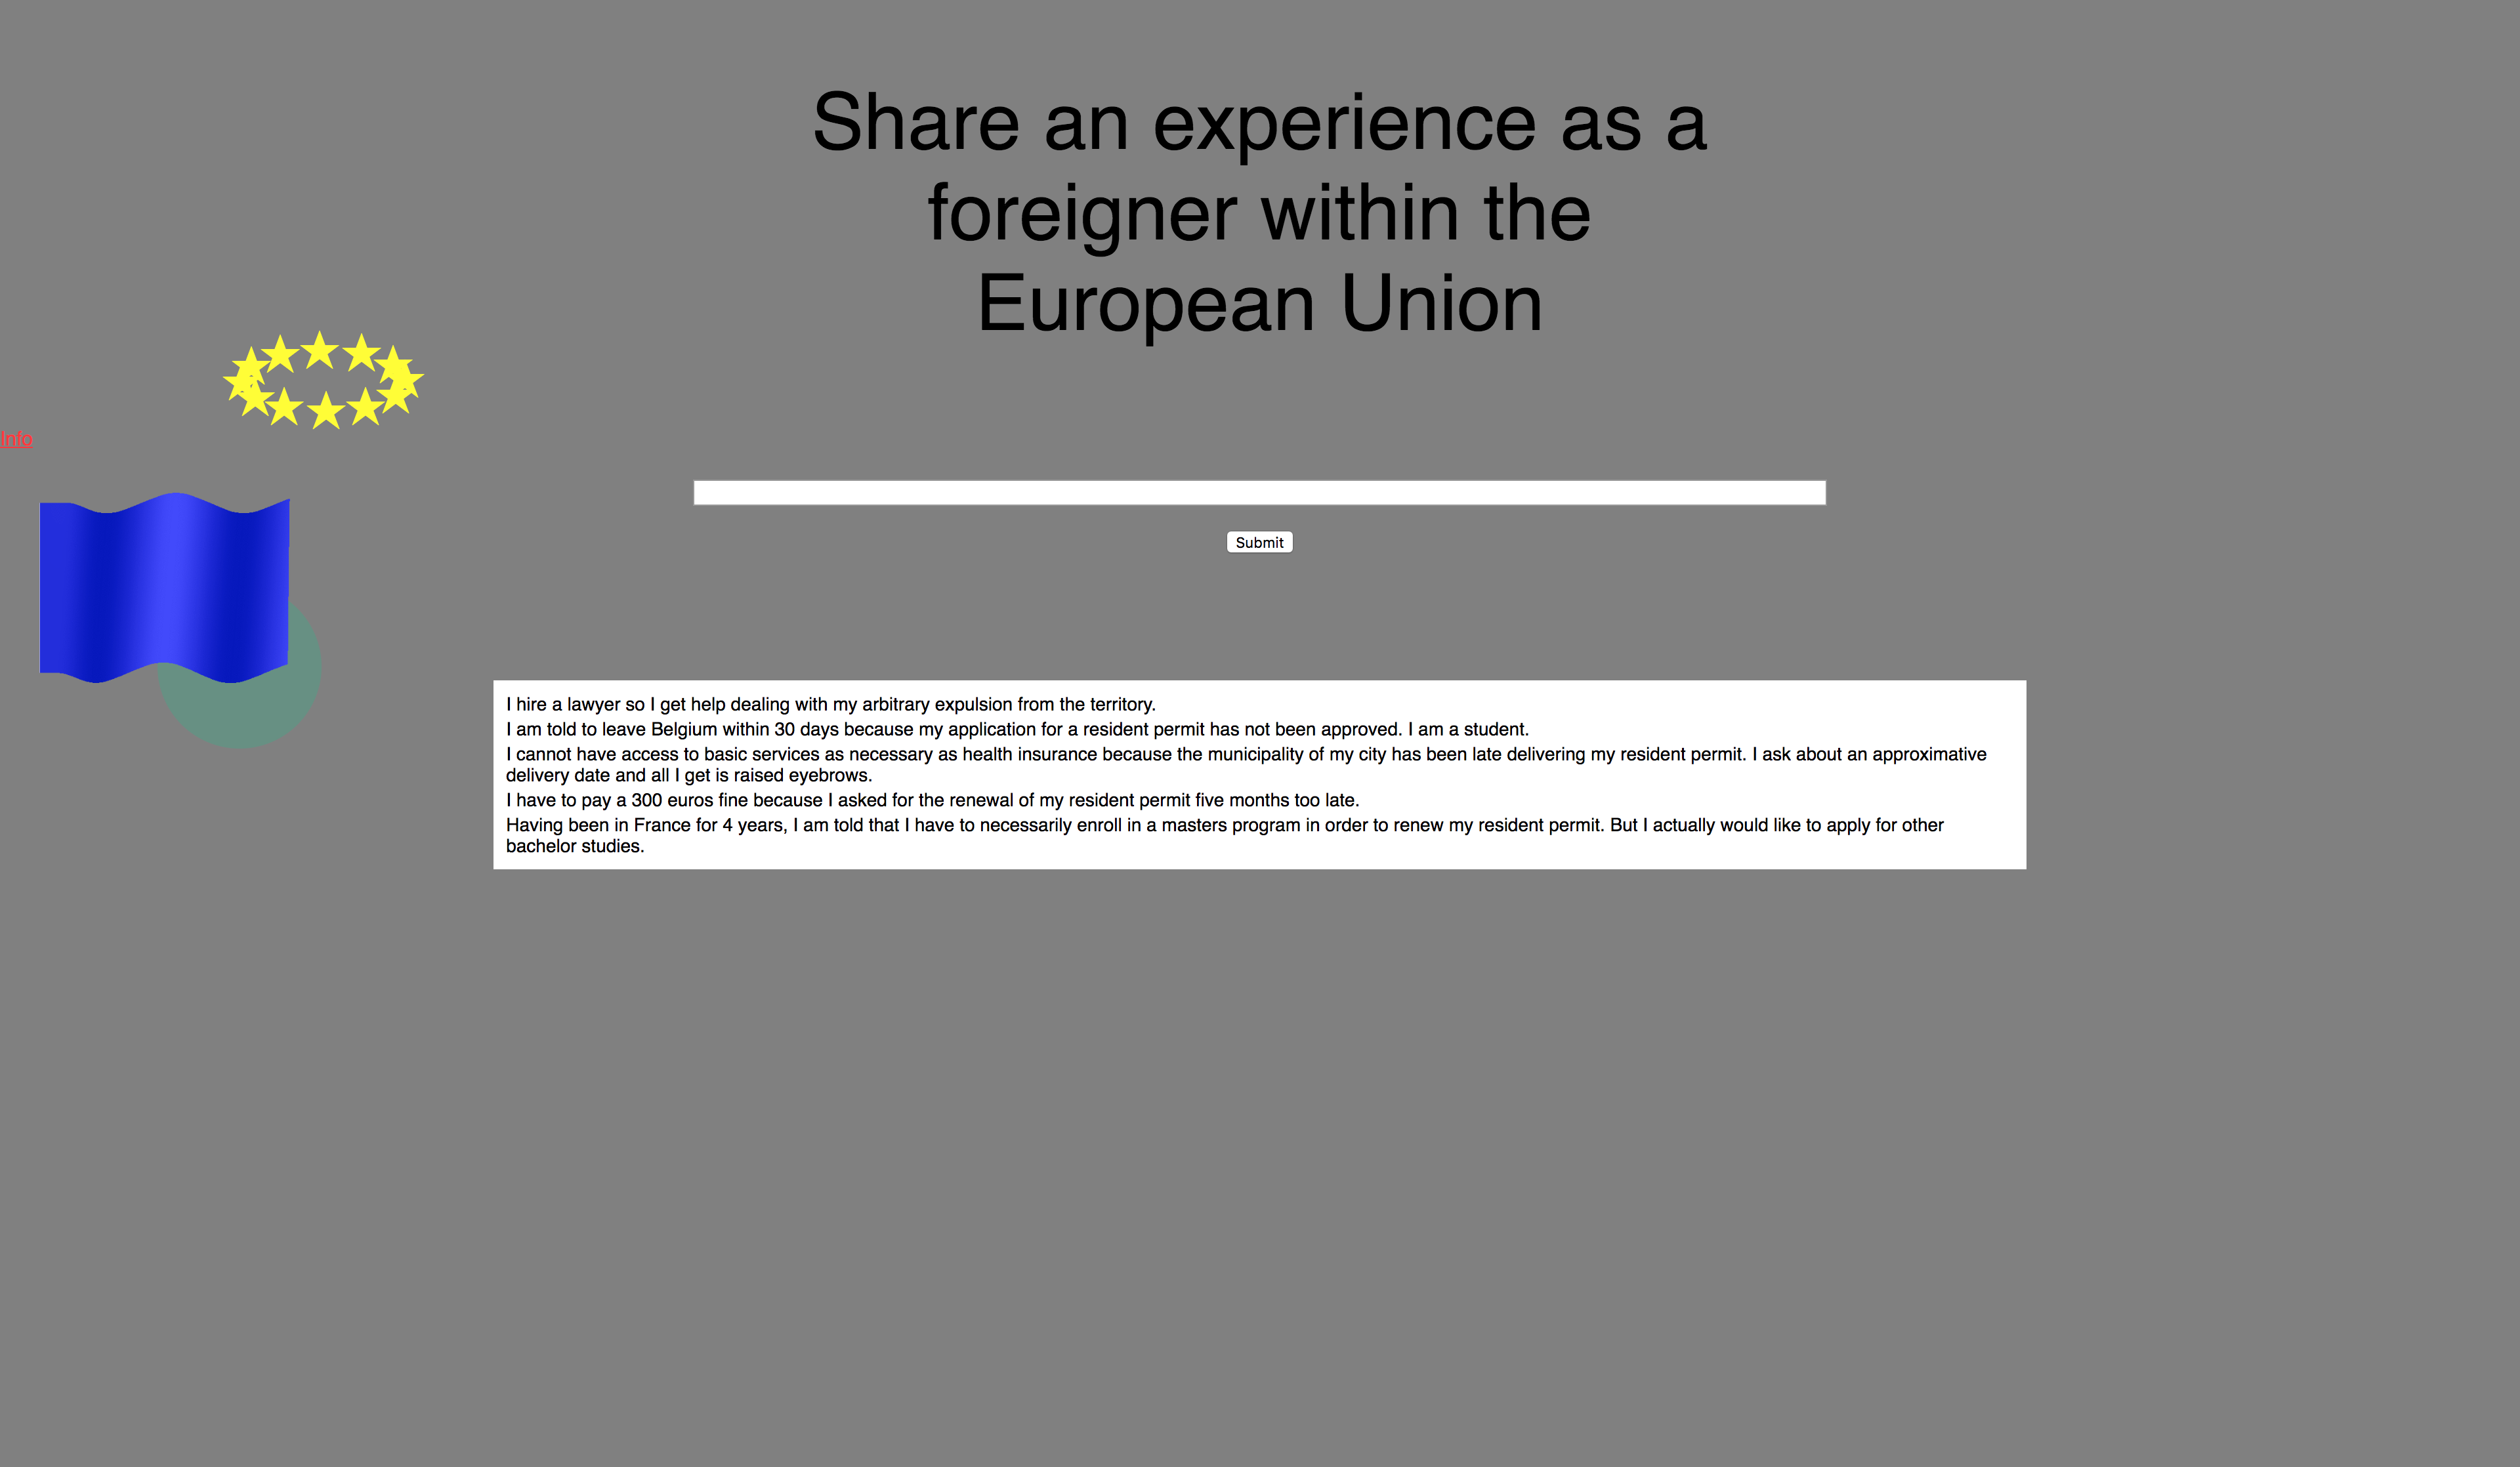 Share an experience as a
foreigner within the
European Union
Info
Submit
I hire a lawyer so I get help dealing with my arbitrary expulsion from the territory.
I am told to leave Belgium within 30 days because my application for a resident permit has not been approved. I am a student.
I cannot have access to basic services as necessary as health insurance because the municipality of my city has been late delivering my resident permit. I ask about an approximative
delivery date and all I get is raised eyebrows.
I have to pay a 300 euros fine because I asked for the renewal of my resident permit five months too late.
Having been in France for 4 years, I am told that I have to necessarily enroll in a masters program in order to renew my resident permit. But I actually would like to apply for other
bachelor studies.